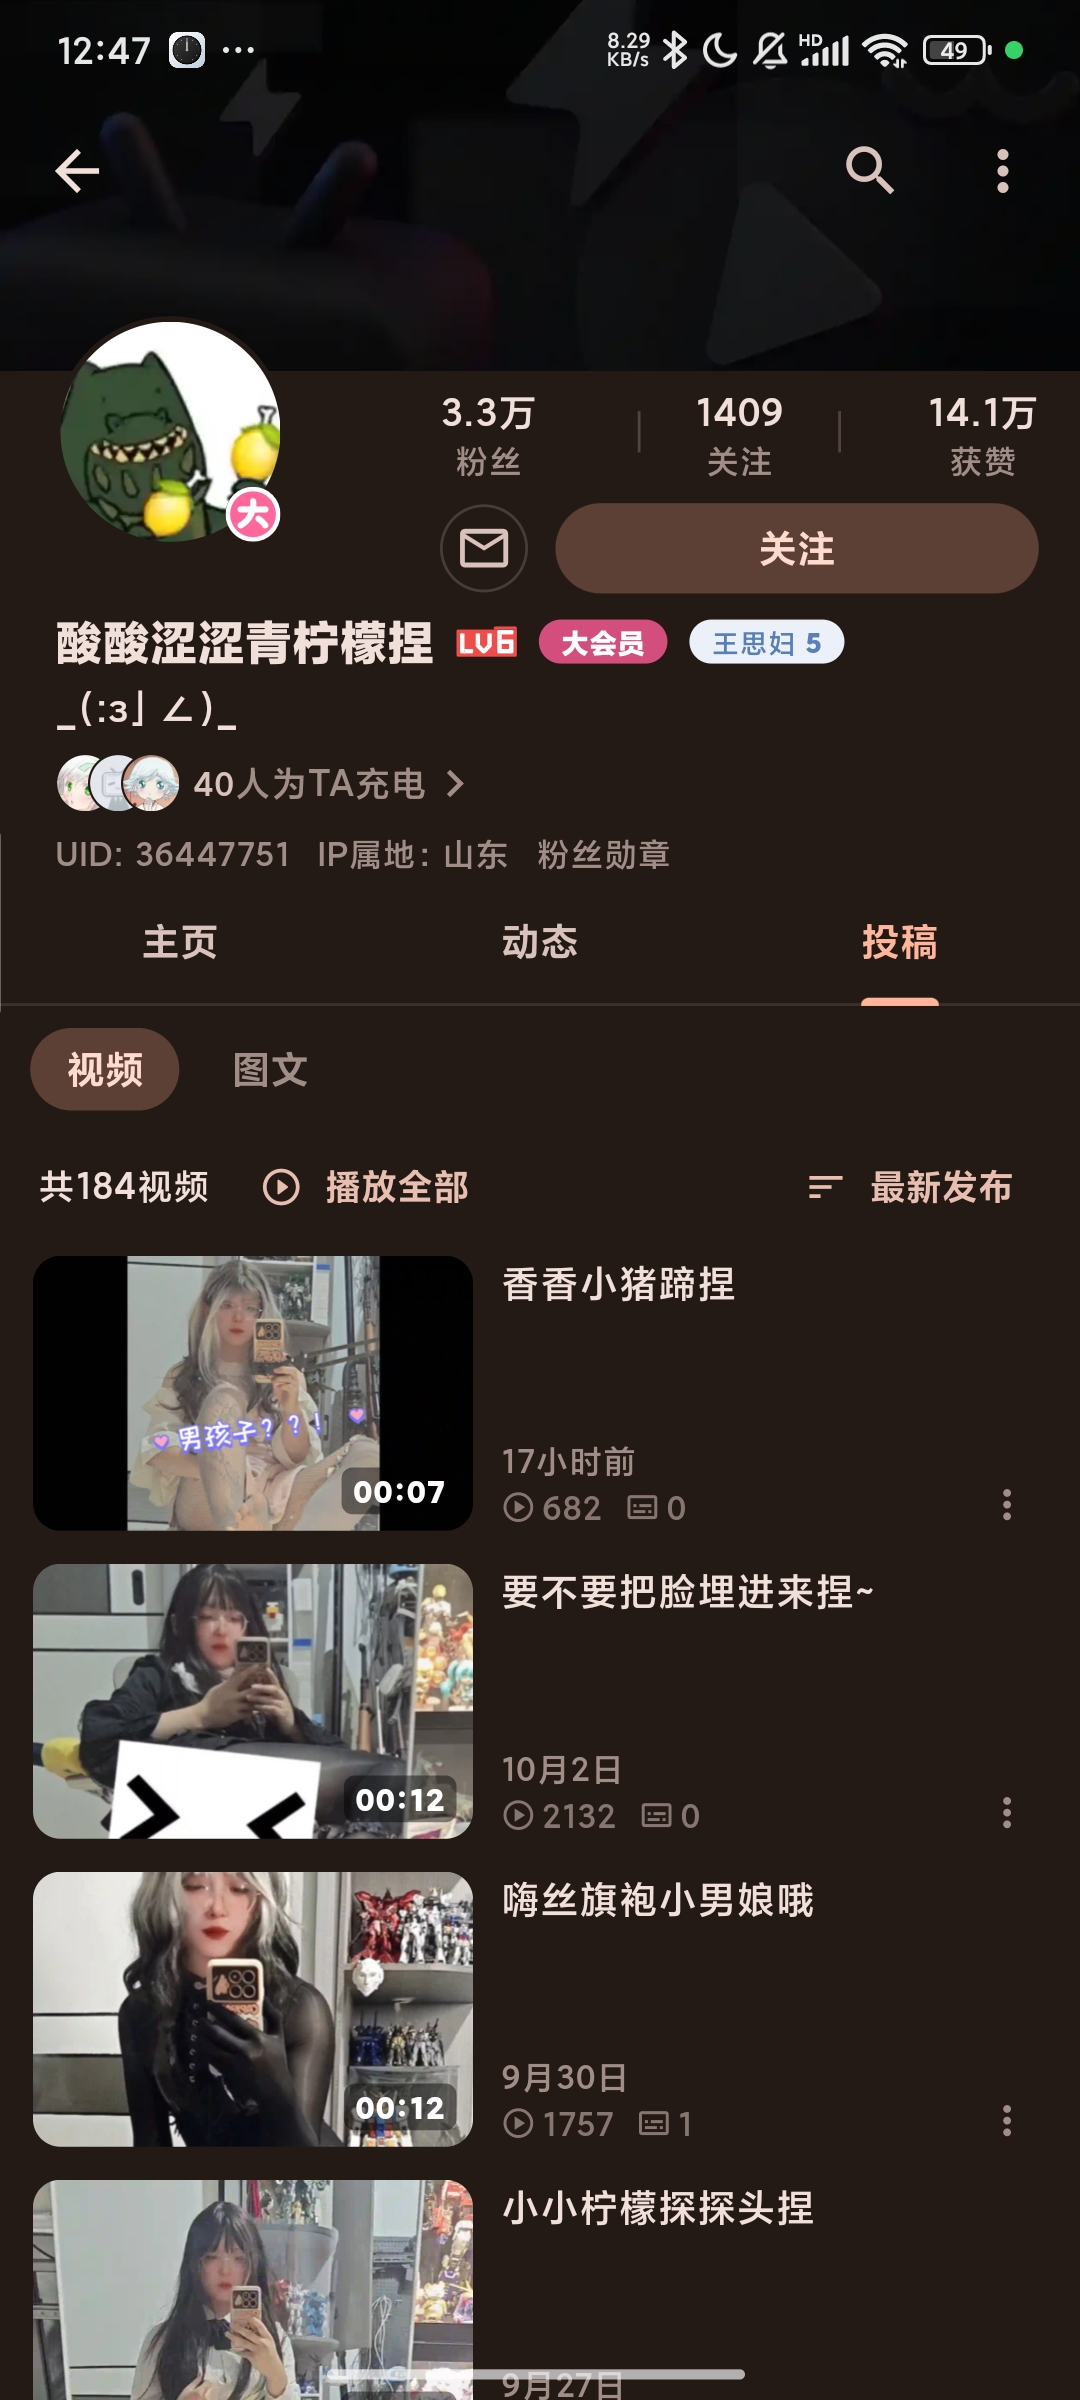 12:47
8.29
KB/s
HD
49
3.3万
1409
14.1万
粉丝
关注
获赞
大
关注
酸酸涩涩青柠檬捏 LV6 大会员 王思妇 5
_(:з」∠)_
40人为TA充电
UID: 36447751 IP属地: 山东 粉丝勋章
主页
动态
投稿
视频
图文
共184视频
播放全部
最新发布
男孩子？？！
00:07
香香小猪蹄捏
17小时前
682
0
00:12
要不要把脸埋进来捏~
10月2日
2132
0
00:12
嗨丝旗袍小男娘哦
9月30日
1757
1
小小柠檬探探头捏
9月27日